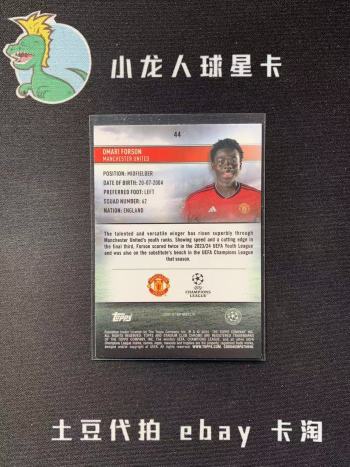 小龙人球星卡
44
OMARI FORSON
MANCHESTER UNITED
POSITION: MIDFIELDER
DATE OF BIRTH: 20-07-2004
PREFERRED FOOT: LEFT
SQUAD NUMBER: 62
NATION: ENGLAND
The talented and versatile winger has risen superbly through
Manchester United's youth ranks. Showing speed and a cutting edge in
the final third, Forson scored twice in the 2023/24 UEFA Youth League
and was also on the substitute's bench in the UEFA Champions League
that season.
UEFA
CHAMPIONS
LEAGUE
Topps
土豆代拍 ebay 卡淘